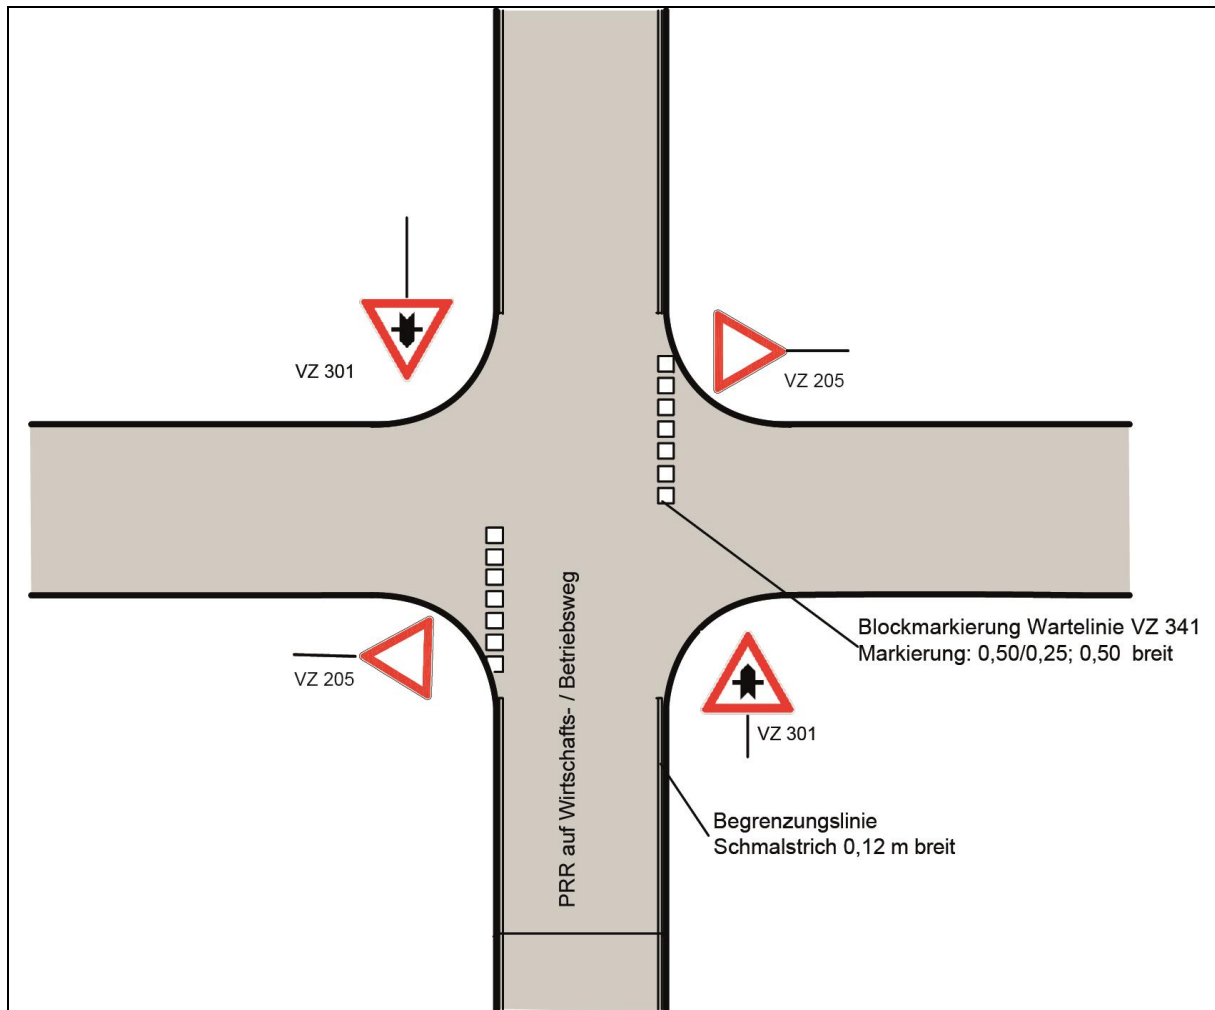 VZ 301
VZ 205
VZ 205
PRR auf Wirtschafts- / Betriebsweg
Blockmarkierung Wartelinie VZ 341
Markierung: 0,50/0,25; 0,50 breit
VZ 301
Begrenzungslinie
Schmalstrich 0,12 m breit